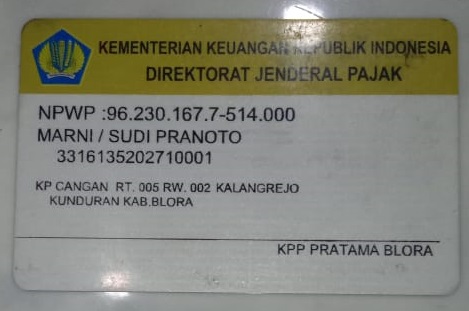 KEMENTERIAN KEUANGAN REPUBLIK INDONESIA
DIREKTORAT JENDERAL PAJAK
NPWP :96.230.167.7-514.000
MARNI / SUDI PRANOTO
3316135202710001
KP CANGAN RT. 005 RW. 002 KALANGREJO
KUNDURAN KAB.BLORA
KPP PRATAMA BLORA